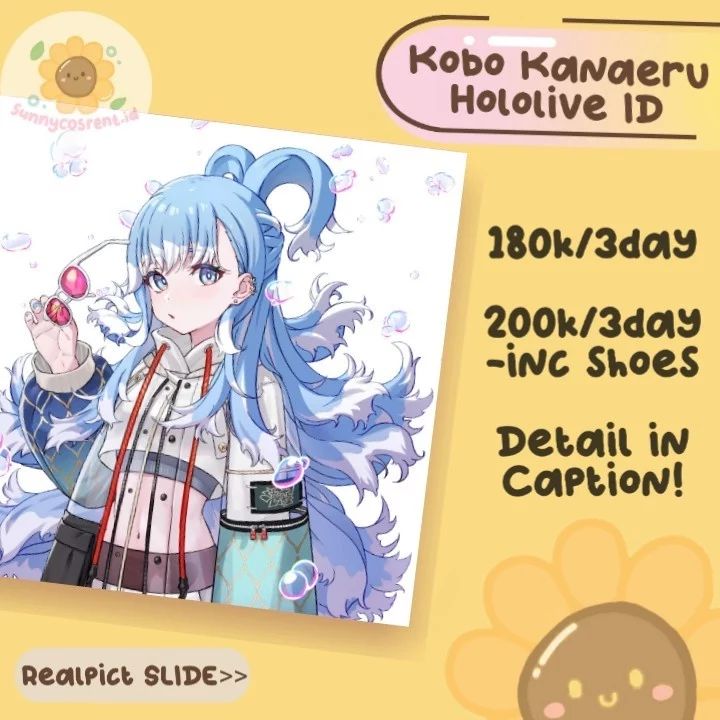 Kobo Kanaeru
Hololive ID
sunnycosrent.id
180k/3day
200k/3day
-inc shoes
Detail in
Caption!
Realpict SLIDE>>